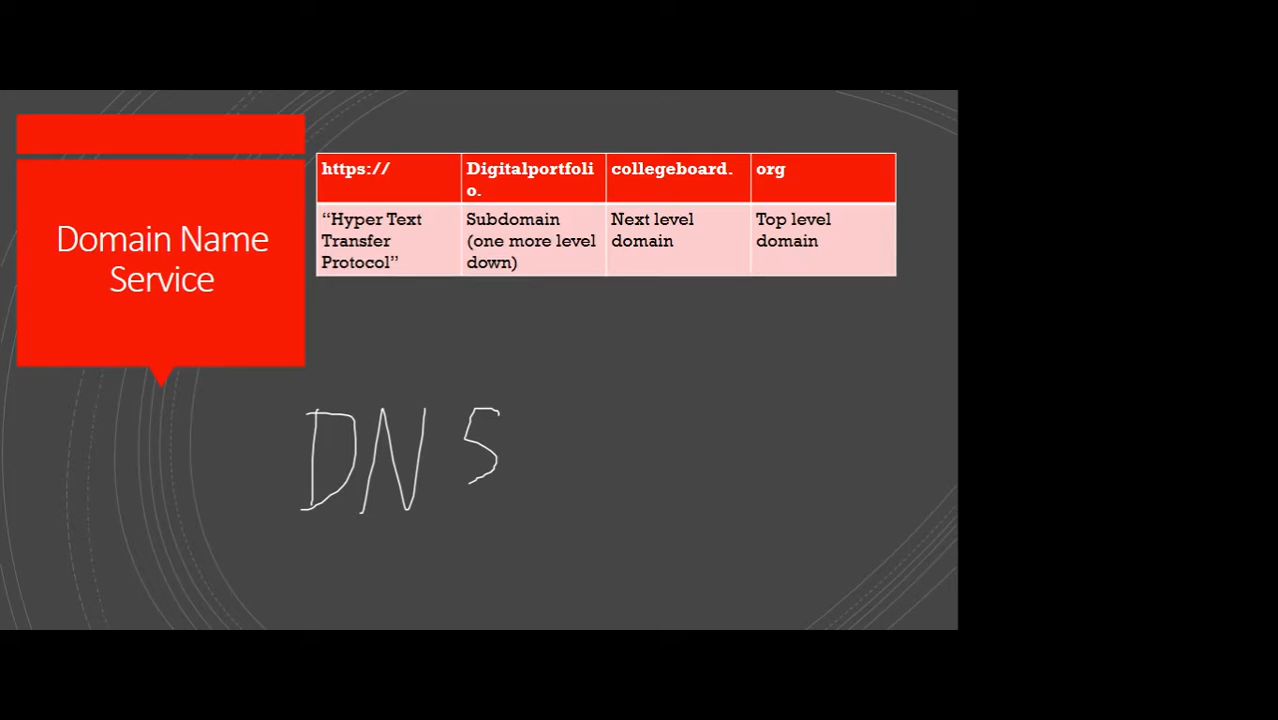 Domain Name
Service
https://
Digitalportfoli
o.
collegeboard.
org
“Hyper Text
Transfer
Protocol”
Subdomain
(one more level
down)
Next level
domain
Top level
domain
DNS